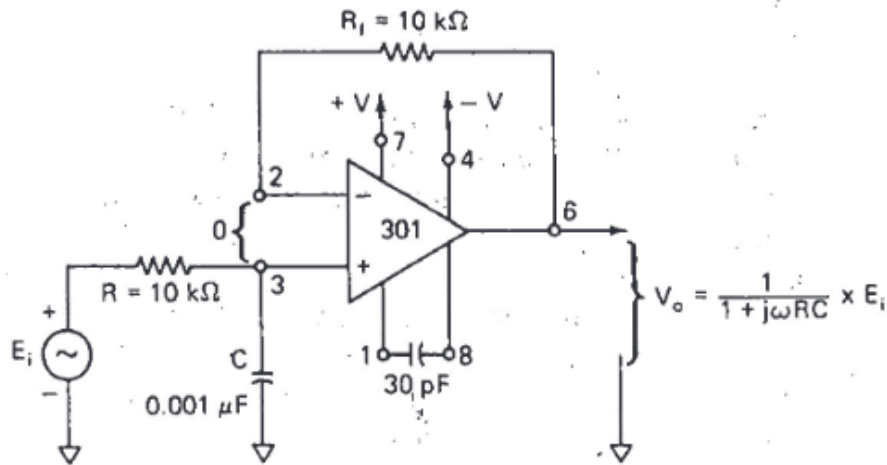 R_f = 10 kΩ
+ V
- V
7
4
2
-
6
0
301
3
+
R = 10 kΩ
+
E_i
-
C
0.001 μF
1
8
30 pF
V_o = 1 / (1 + jωRC) x E_i